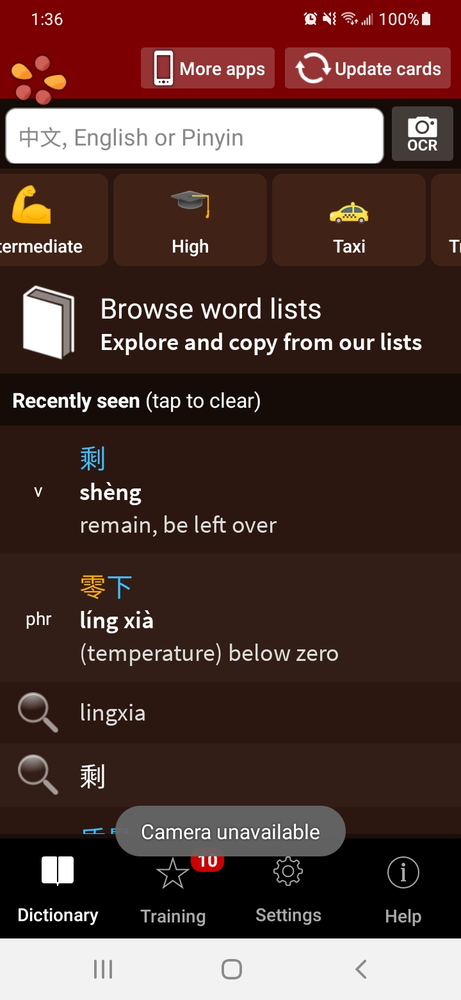 1:36
100%
More apps
Update cards
中文, English or Pinyin
OCR
termediate
High
Taxi
Browse word lists
Explore and copy from our lists
Recently seen (tap to clear)
剩
v
shèng
remain, be left over
零下
phr
líng xià
(temperature) below zero
lingxia
剩
Camera unavailable
10
Dictionary
Training
Settings
Help